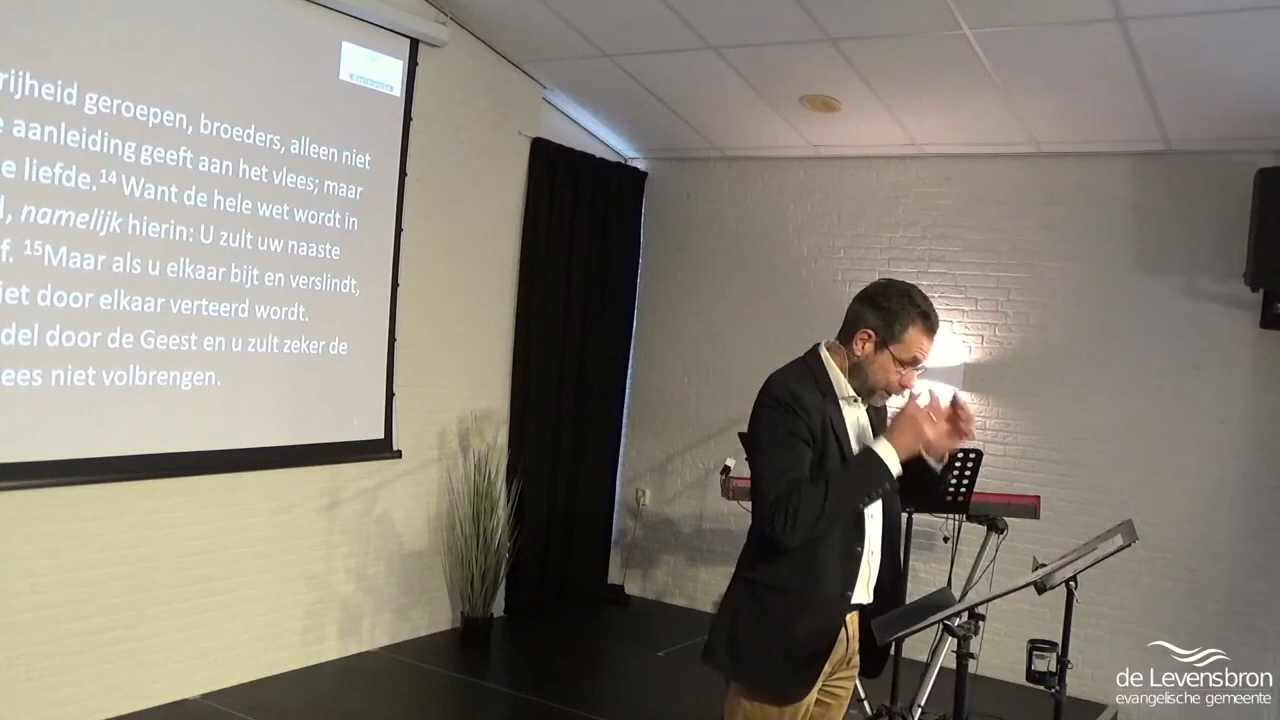 rijheid geroepen, broeders, alleen niet
e aanleiding geeft aan het vlees; maar
e liefde.¹⁴ Want de hele wet wordt in
, namelijk hierin: U zult uw naaste
f. ¹⁵Maar als u elkaar bijt en verslindt,
iet door elkaar verteerd wordt.
del door de Geest en u zult zeker de
ees niet volbrengen.
de Levensbron
evangelische gemeente